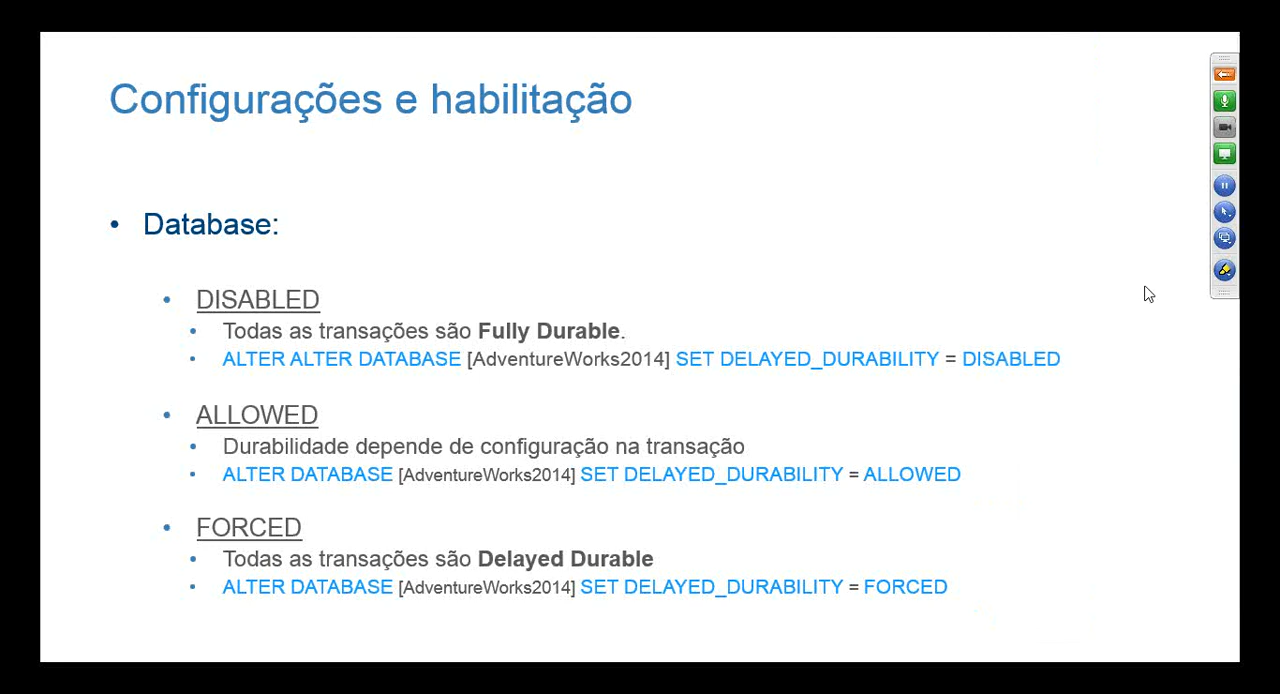 Configurações e habilitação
• Database:
• DISABLED
• Todas as transações são Fully Durable.
• ALTER ALTER DATABASE [AdventureWorks2014] SET DELAYED_DURABILITY = DISABLED
• ALLOWED
• Durabilidade depende de configuração na transação
• ALTER DATABASE [AdventureWorks2014] SET DELAYED_DURABILITY = ALLOWED
• FORCED
• Todas as transações são Delayed Durable
• ALTER DATABASE [AdventureWorks2014] SET DELAYED_DURABILITY = FORCED